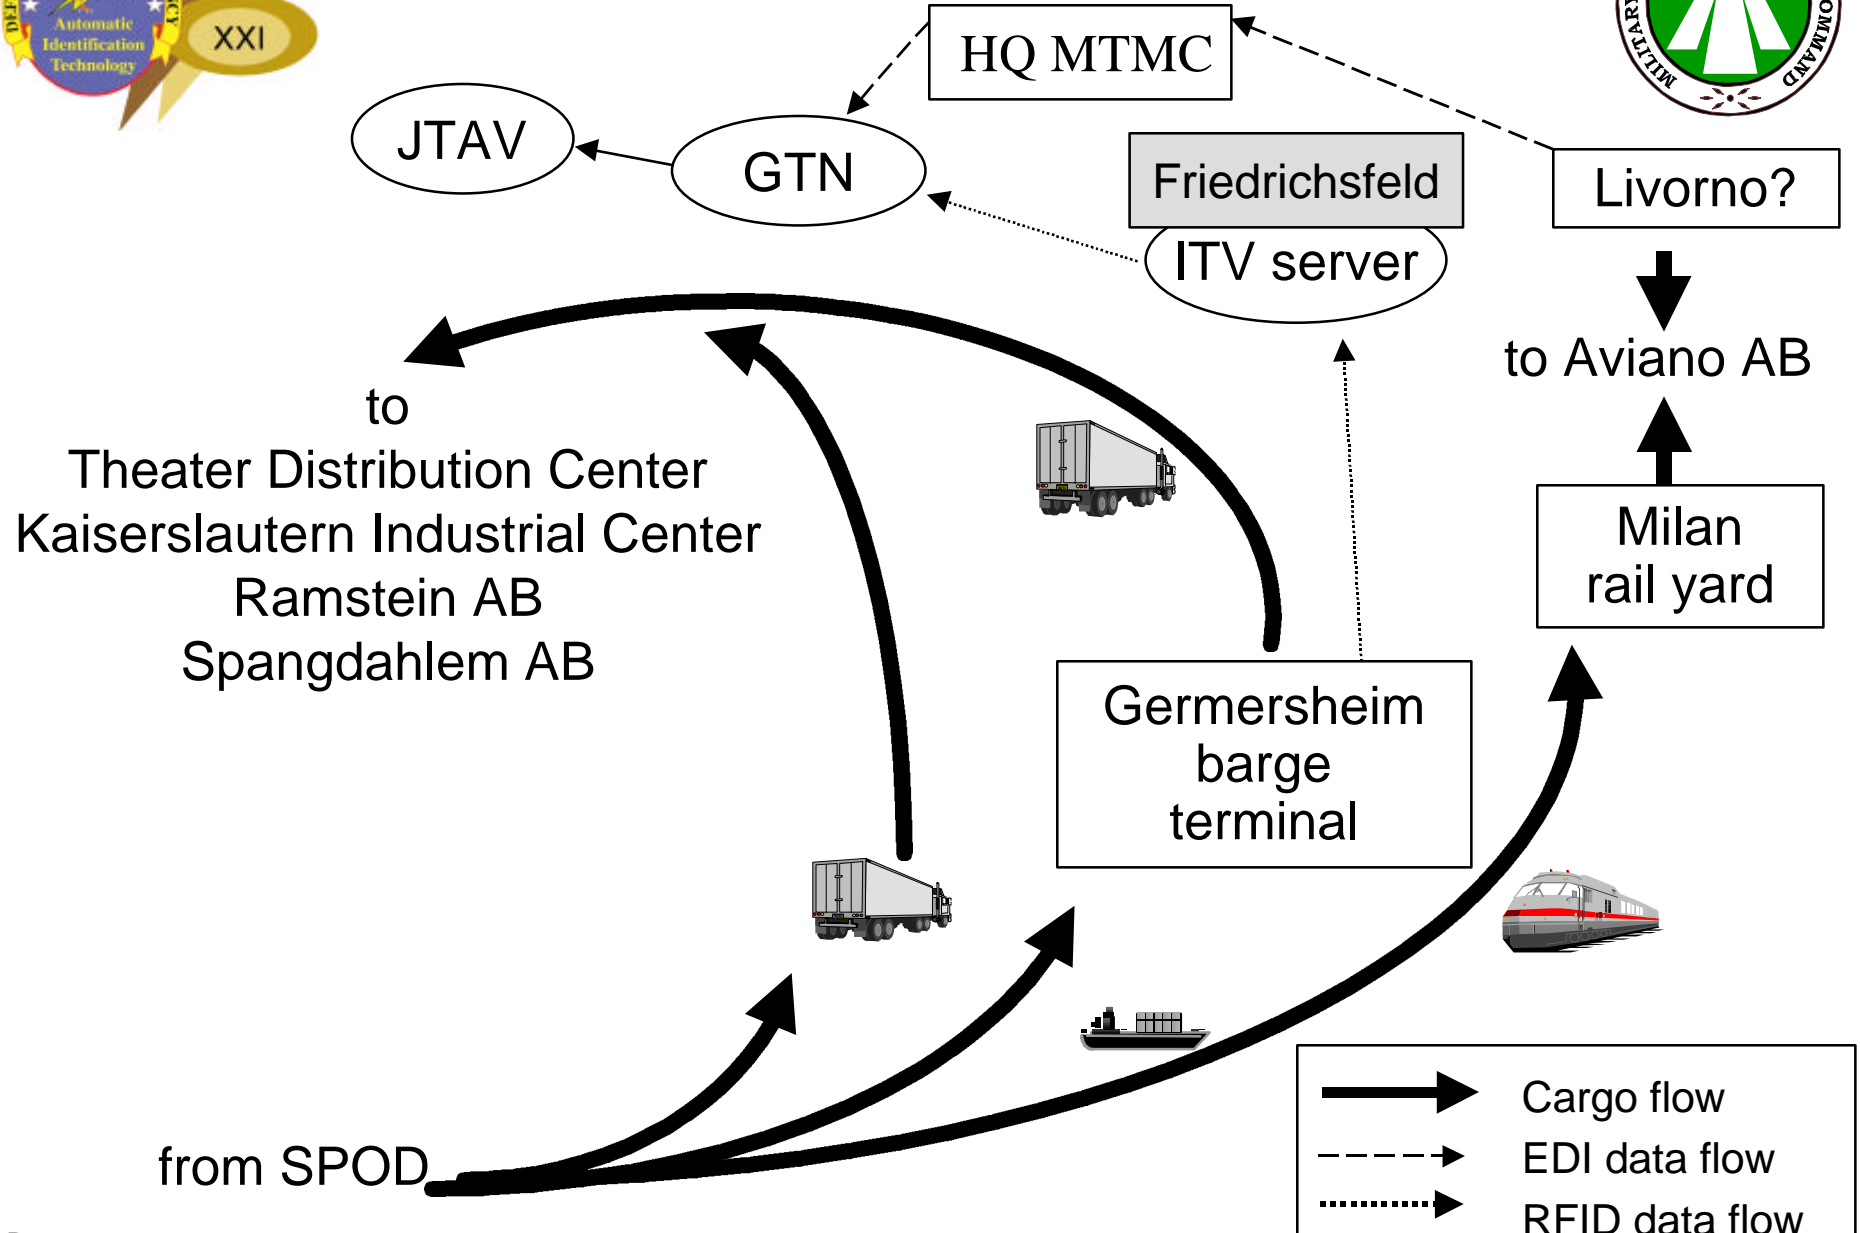 Automatic
Identification
Technology
XXI
HQ MTMC
JTAV
GTN
Friedrichsfeld
ITV server
Livorno?
to Aviano AB
to
Theater Distribution Center
Kaiserslautern Industrial Center
Ramstein AB
Spangdahlem AB
Milan
rail yard
Germersheim
barge
terminal
from SPOD
Cargo flow
EDI data flow
RFID data flow